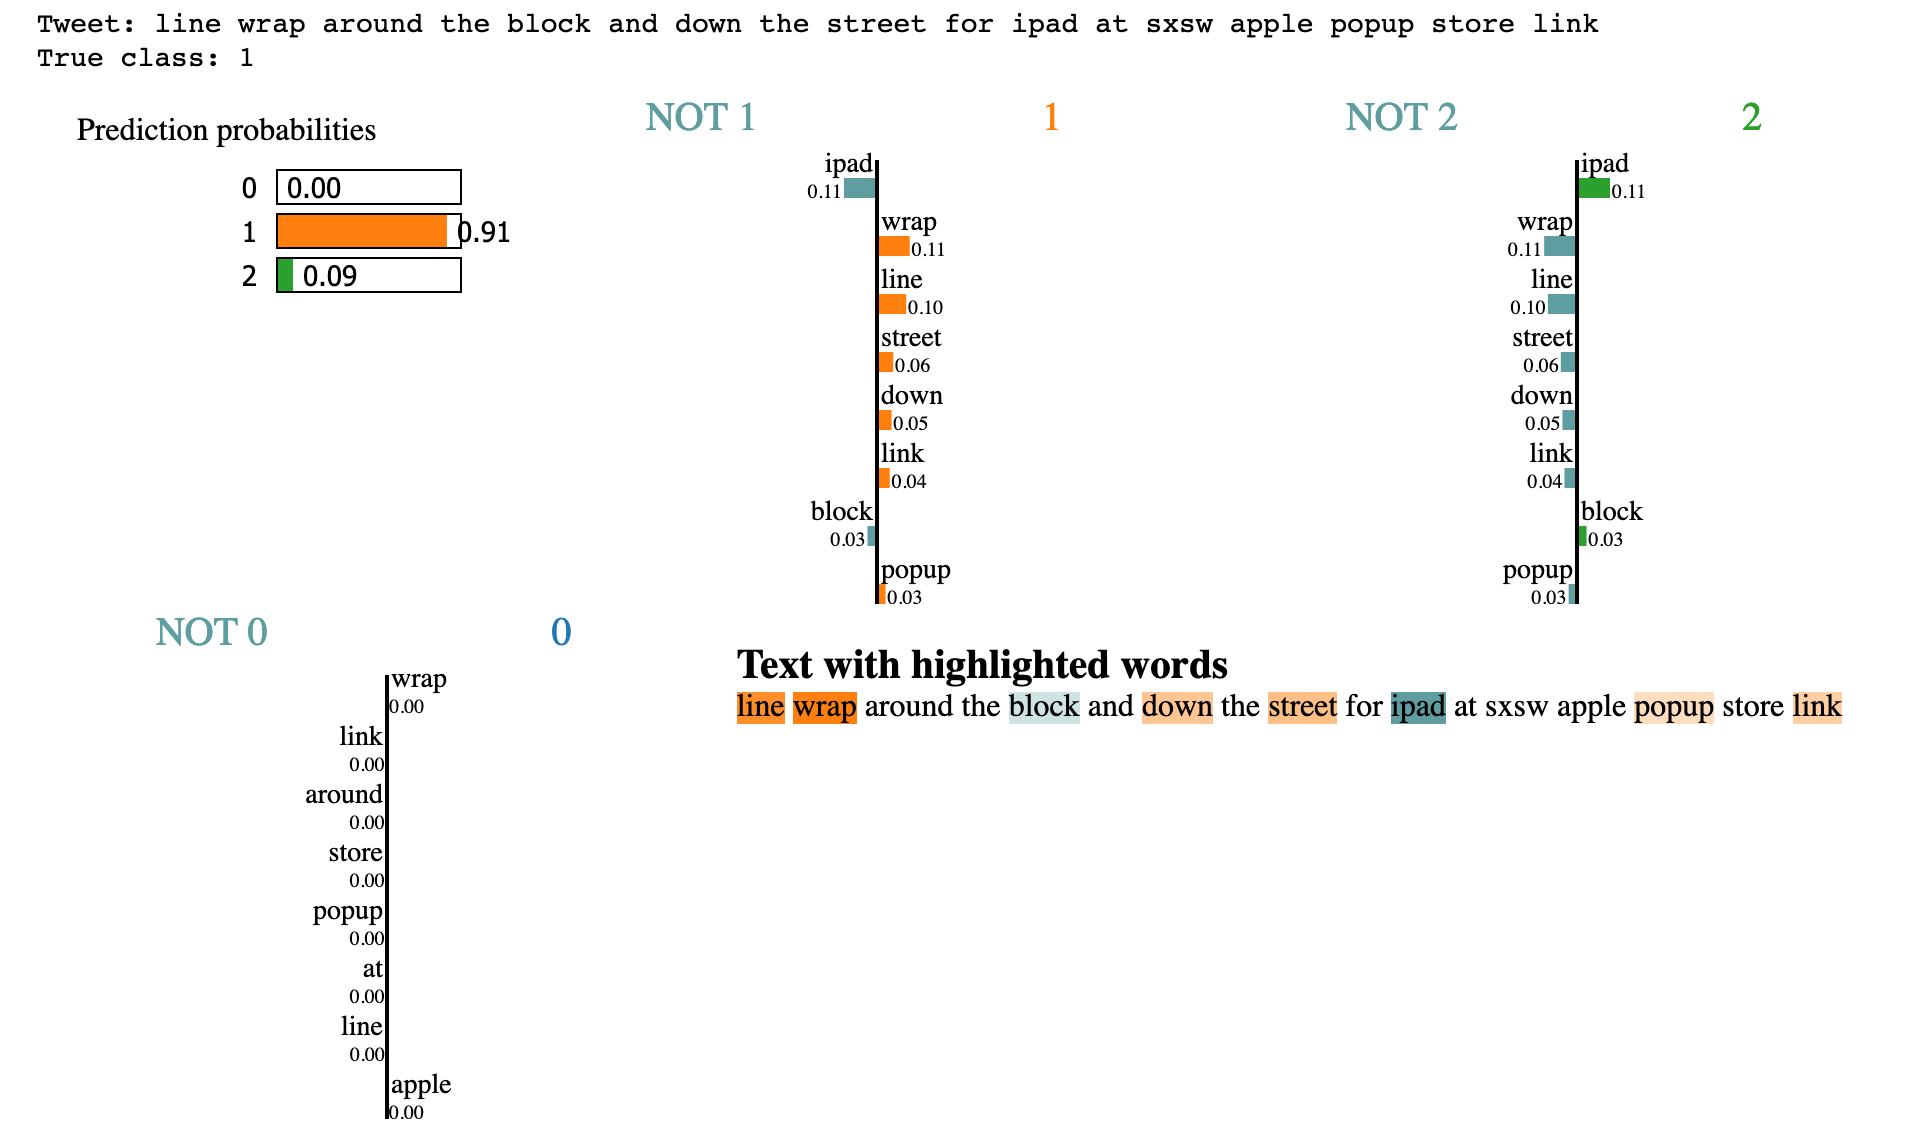 Tweet: line wrap around the block and down the street for ipad at sxsw apple popup store link
True class: 1
Prediction probabilities
0 0.00
1 0.91
2 0.09
NOT 1 1
ipad
0.11
wrap
0.11
line
0.10
street
0.06
down
0.05
link
0.04
block
0.03
popup
0.03
NOT 2 2
ipad
0.11
wrap
0.11
line
0.10
street
0.06
down
0.05
link
0.04
block
0.03
popup
0.03
NOT 0 0
wrap
0.00
link
0.00
around
0.00
store
0.00
popup
0.00
at
0.00
line
0.00
apple
0.00
Text with highlighted words
line wrap around the block and down the street for ipad at sxsw apple popup store link